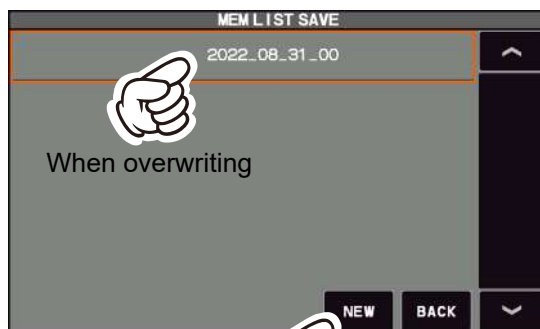 MEM LIST SAVE
2022_08_31_00
When overwriting
NEW BACK